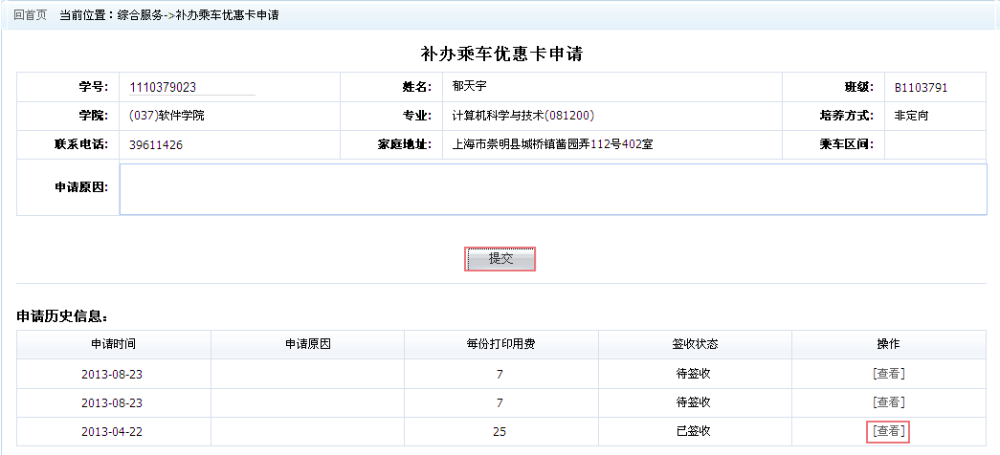 回首页 当前位置：综合服务->补办乘车优惠卡申请
补办乘车优惠卡申请
学号: 1110379023 姓名: 郁天宇 班级: B1103791
学院: (037)软件学院 专业: 计算机科学与技术(081200) 培养方式: 非定向
联系电话: 39611426 家庭地址: 上海市崇明县城桥镇酱园弄112号402室 乘车区间:
申请原因:
提交
申请历史信息：
申请时间 申请原因 每份打印用费 签收状态 操作
2013-08-23 7 待签收 [查看]
2013-08-23 7 待签收 [查看]
2013-04-22 25 已签收 [查看]